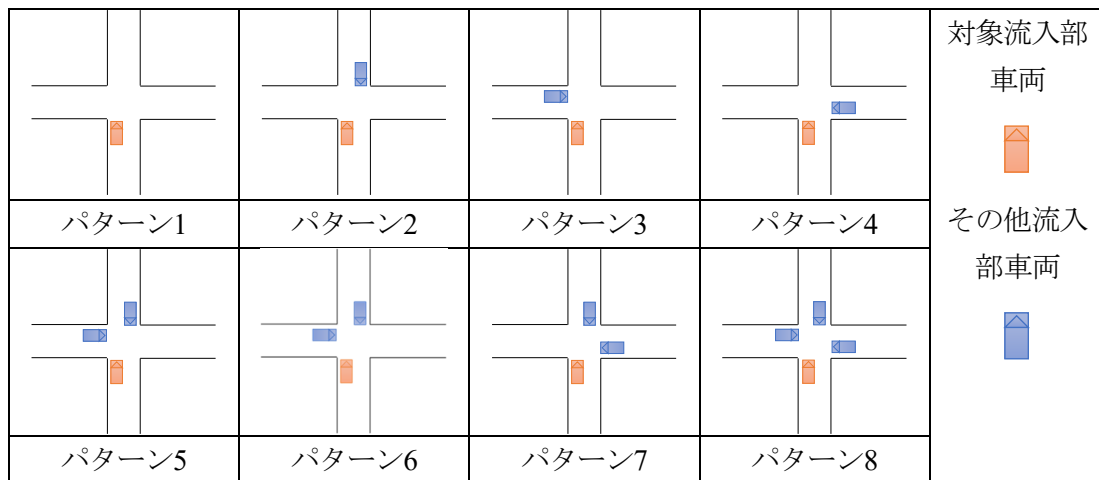 対象流入部
車両
パターン1
パターン2
パターン3
パターン4
その他流入
部車両
パターン5
パターン6
パターン7
パターン8